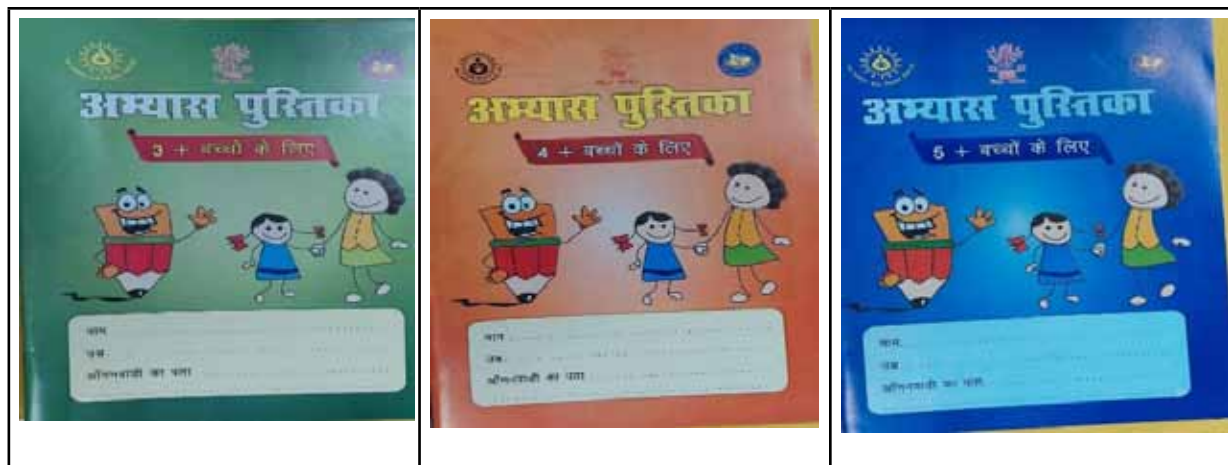 अभ्यास पुस्तिका
3 + बच्चों के लिए
नाम
उम्र
आँगनवाड़ी का पता
अभ्यास पुस्तिका
4 + बच्चों के लिए
नाम
उम्र
आँगनवाड़ी का पता
अभ्यास पुस्तिका
5 + बच्चों के लिए
नाम
उम्र
आँगनवाड़ी का पता